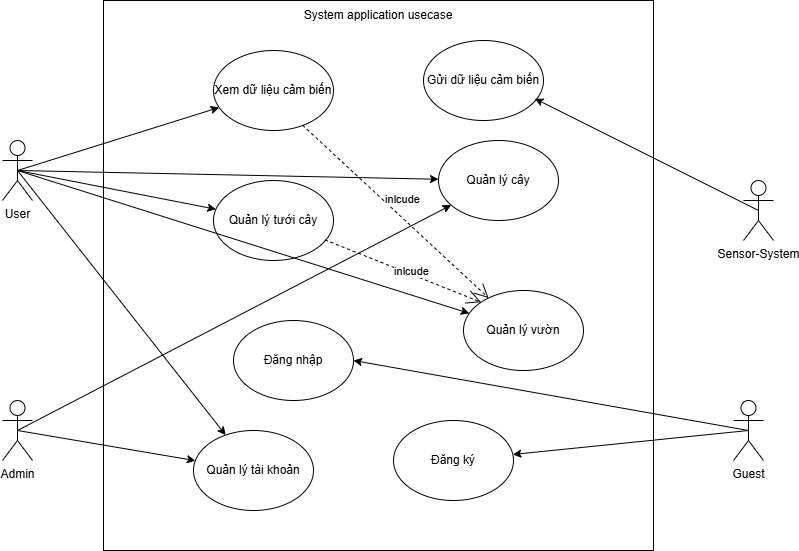 System application usecase
Xem dữ liệu cảm biến
Gửi dữ liệu cảm biến
Quản lý cây
inlcude
User
Quản lý tưới cây
Sensor-System
inlcude
Quản lý vườn
Đăng nhập
Admin
Quản lý tài khoản
Đăng ký
Guest